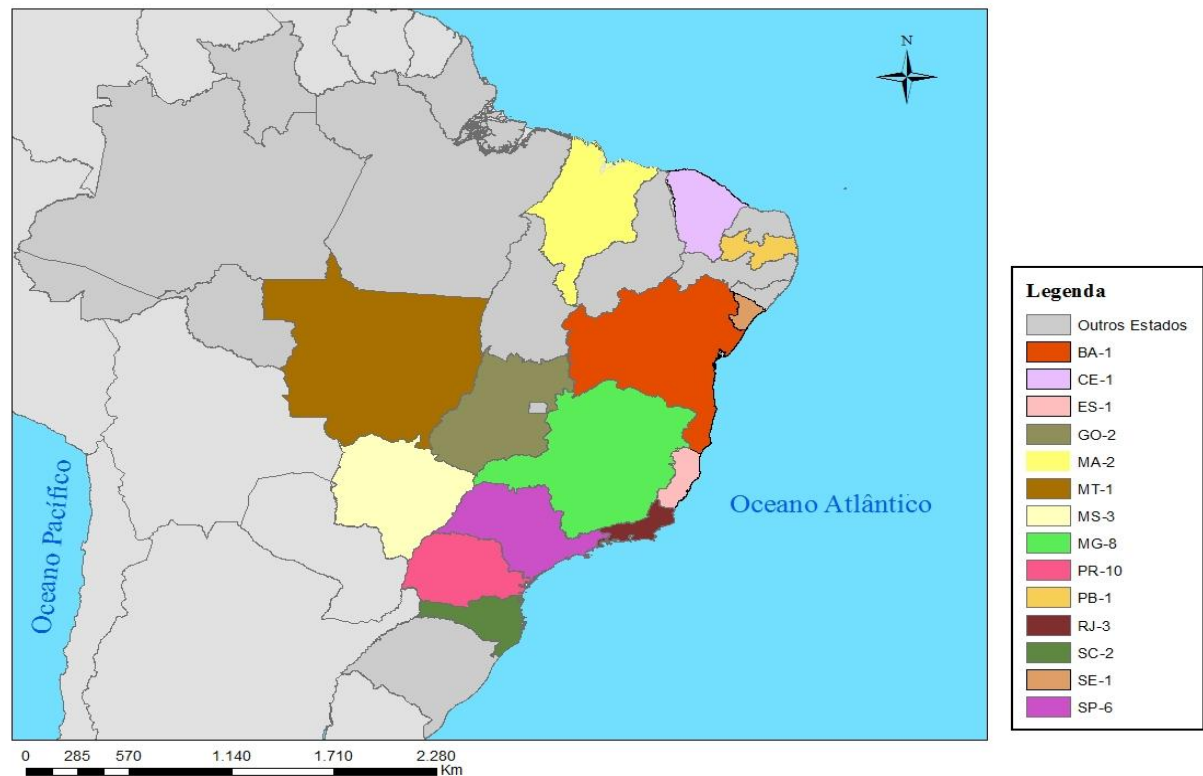 N
Oceano Pacífico
Oceano Atlântico
Legenda
Outros Estados
BA-1
CE-1
ES-1
GO-2
MA-2
MT-1
MS-3
MG-8
PR-10
PB-1
RJ-3
SC-2
SE-1
SP-6
0 285 570 1.140 1.710 2.280
Km